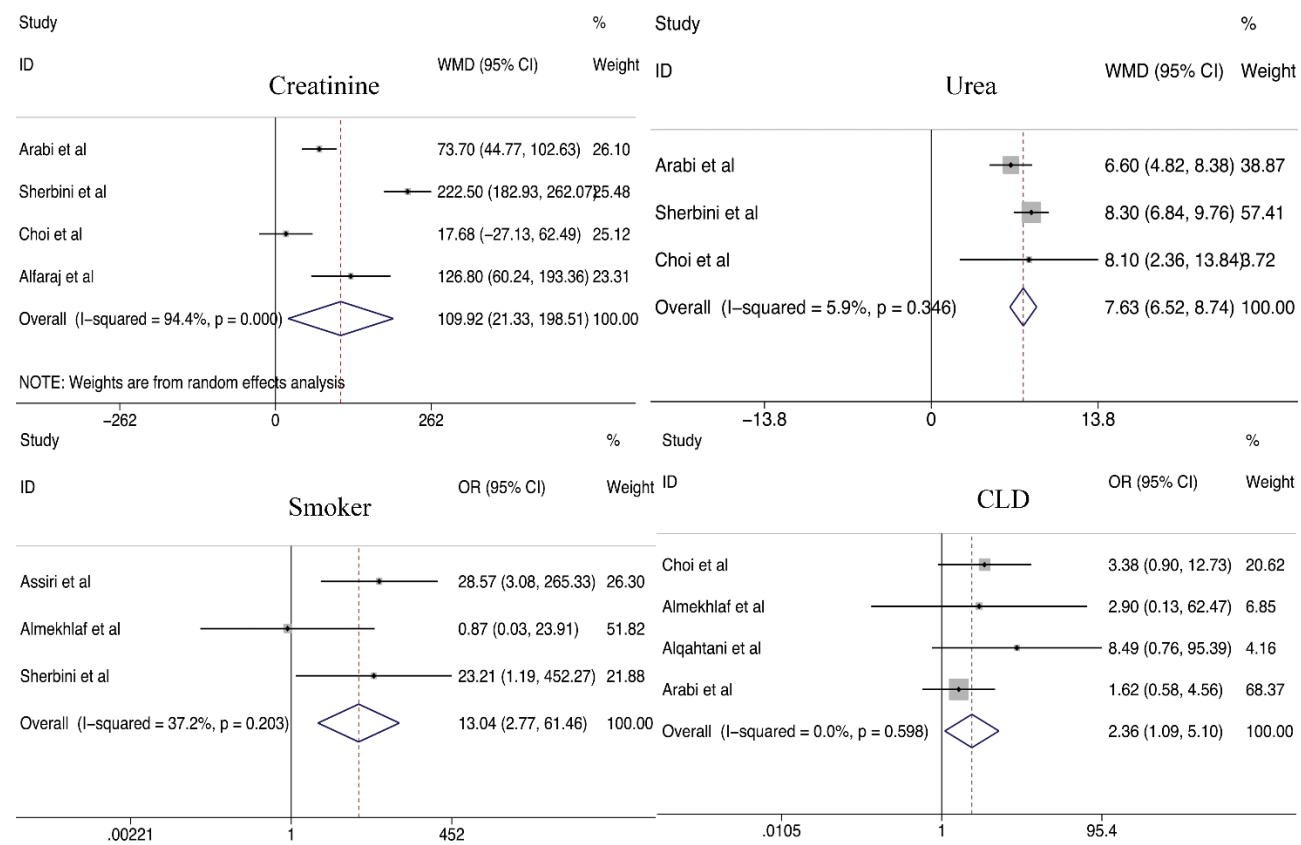 Study %
ID WMD (95% CI) Weight
Creatinine
Arabi et al 73.70 (44.77, 102.63) 26.10
Sherbini et al 222.50 (182.93, 262.07) 25.48
Choi et al 17.68 (−27.13, 62.49) 25.12
Alfaraj et al 126.80 (60.24, 193.36) 23.31
Overall (I−squared = 94.4%, p = 0.000) 109.92 (21.33, 198.51) 100.00
NOTE: Weights are from random effects analysis
−262 0 262
Study %
ID WMD (95% CI) Weight
Urea
Arabi et al 6.60 (4.82, 8.38) 38.87
Sherbini et al 8.30 (6.84, 9.76) 57.41
Choi et al 8.10 (2.36, 13.84) 3.72
Overall (I−squared = 5.9%, p = 0.346) 7.63 (6.52, 8.74) 100.00
−13.8 0 13.8
Study %
ID OR (95% CI) Weight
Smoker
Assiri et al 28.57 (3.08, 265.33) 26.30
Almekhlaf et al 0.87 (0.03, 23.91) 51.82
Sherbini et al 23.21 (1.19, 452.27) 21.88
Overall (I−squared = 37.2%, p = 0.203) 13.04 (2.77, 61.46) 100.00
.00221 1 452
Study %
ID OR (95% CI) Weight
CLD
Choi et al 3.38 (0.90, 12.73) 20.62
Almekhlaf et al 2.90 (0.13, 62.47) 6.85
Alqahtani et al 8.49 (0.76, 95.39) 4.16
Arabi et al 1.62 (0.58, 4.56) 68.37
Overall (I−squared = 0.0%, p = 0.598) 2.36 (1.09, 5.10) 100.00
.0105 1 95.4